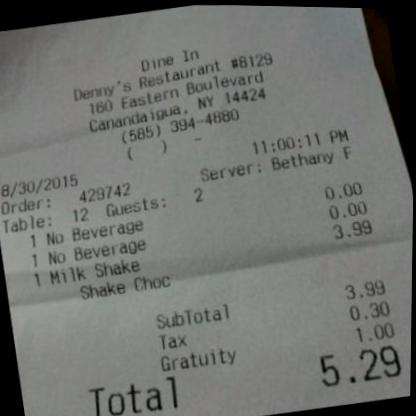 Dine In
Denny's Restaurant #8129
160 Eastern Boulevard
Canandaigua, NY 14424
(585) 394-4880
( ) -
8/30/2015 11:00:11 PM
Order: 429742 Server: Bethany F
Table: 12 Guests: 2
1 No Beverage 0.00
1 No Beverage 0.00
1 Milk Shake 3.99
Shake Choc
SubTotal 3.99
Tax 0.30
Gratuity 1.00
Total 5.29